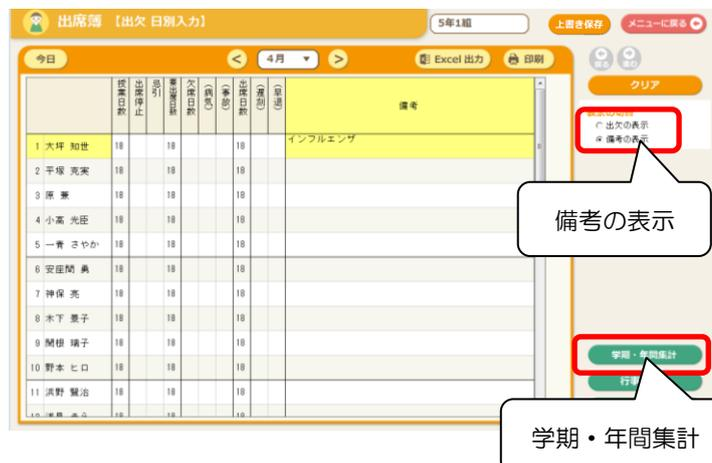 出席簿 【出欠 日別入力】
5年1組
上書き保存
メニューに戻る
今日
4月
Excel 出力
印刷
戻る
進む
クリア
授業日数
出席停止
忌引
要出席日数
欠席日数
(病気)
(事故)
出席日数
(遅刻)
(早退)
備考
出欠の表示
備考の表示
1 大坪 知世 18 18 18 インフルエンザ
2 平塚 克実 18 18 18
3 原 兼 18 18 18
4 小高 光臣 18 18 18
5 一青 さやか 18 18 18
6 安座間 勇 18 18 18
7 神保 亮 18 18 18
8 木下 景子 18 18 18
9 関根 瑞子 18 18 18
10 野本 ヒロ 18 18 18
11 浜野 賢治 18 18 18
備考の表示
学期・年間集計
学期・年間集計